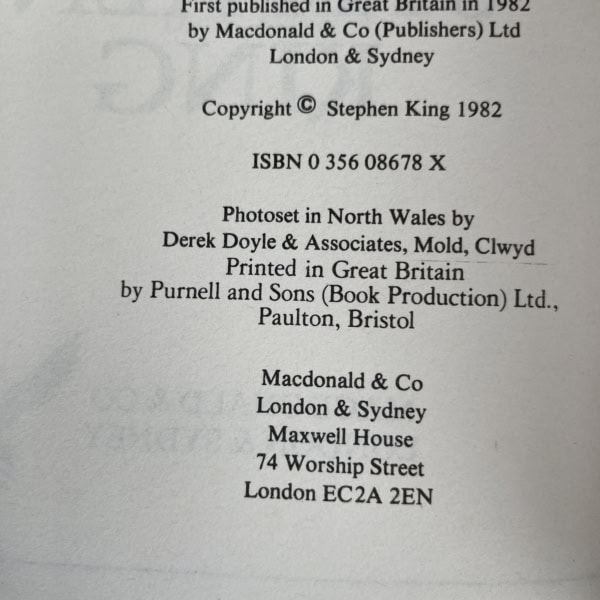 First published in Great Britain in 1982
by Macdonald & Co (Publishers) Ltd
London & Sydney
Copyright © Stephen King 1982
ISBN 0 356 08678 X
Photoset in North Wales by
Derek Doyle & Associates, Mold, Clwyd
Printed in Great Britain
by Purnell and Sons (Book Production) Ltd.,
Paulton, Bristol
Macdonald & Co
London & Sydney
Maxwell House
74 Worship Street
London EC2A 2EN